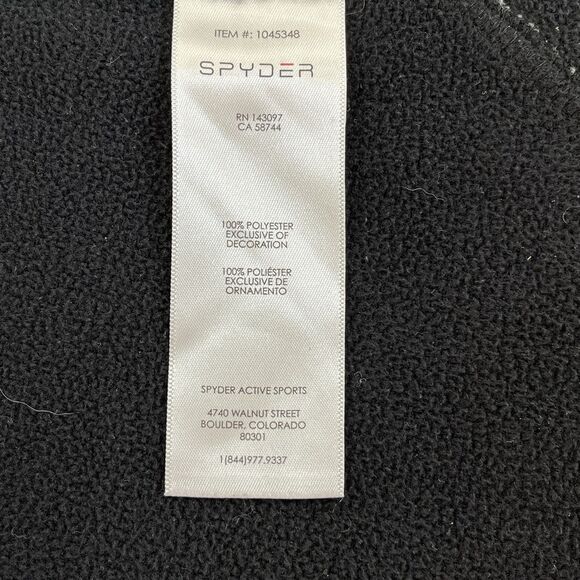 ITEM #: 1045348
SPYDER
RN 143097
CA 58744
100% POLYESTER
EXCLUSIVE OF
DECORATION
100% POLIÉSTER
EXCLUSIVE DE
ORNAMENTO
SPYDER ACTIVE SPORTS
4740 WALNUT STREET
BOULDER, COLORADO
80301
1(844)977.9337